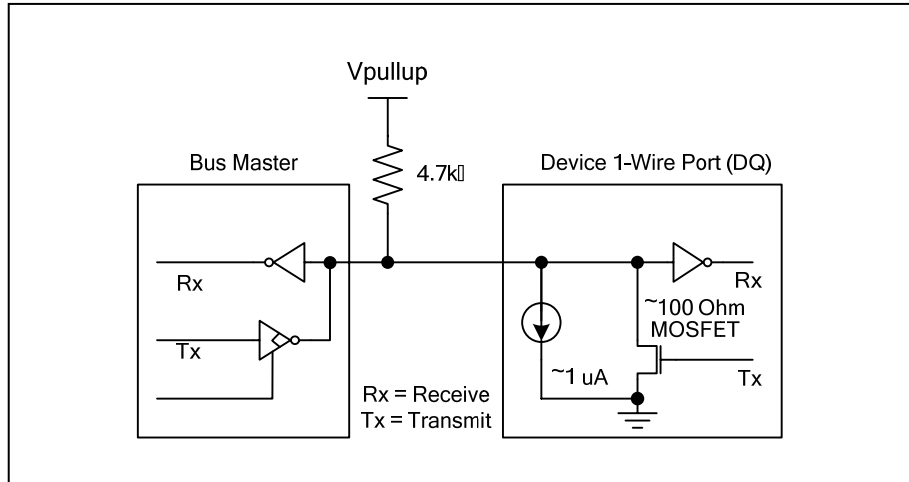 Vpullup
Bus Master
4.7k▯
Device 1-Wire Port (DQ)
Rx
Rx
~100 Ohm
MOSFET
Tx
Tx
~1 uA
Rx = Receive
Tx = Transmit